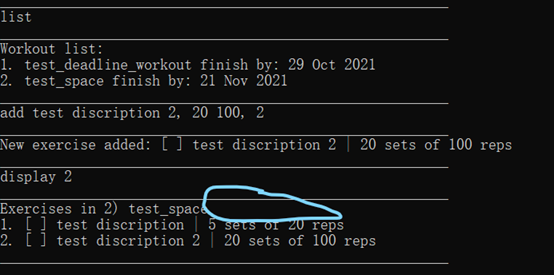 list
Workout list:
1. test_deadline_workout finish by: 29 Oct 2021
2. test_space finish by: 21 Nov 2021
add test discription 2, 20 100, 2
New exercise added: [ ] test discription 2 | 20 sets of 100 reps
display 2
Exercises in 2) test_space
1. [ ] test discription | 5 sets of 20 reps
2. [ ] test discription 2 | 20 sets of 100 reps